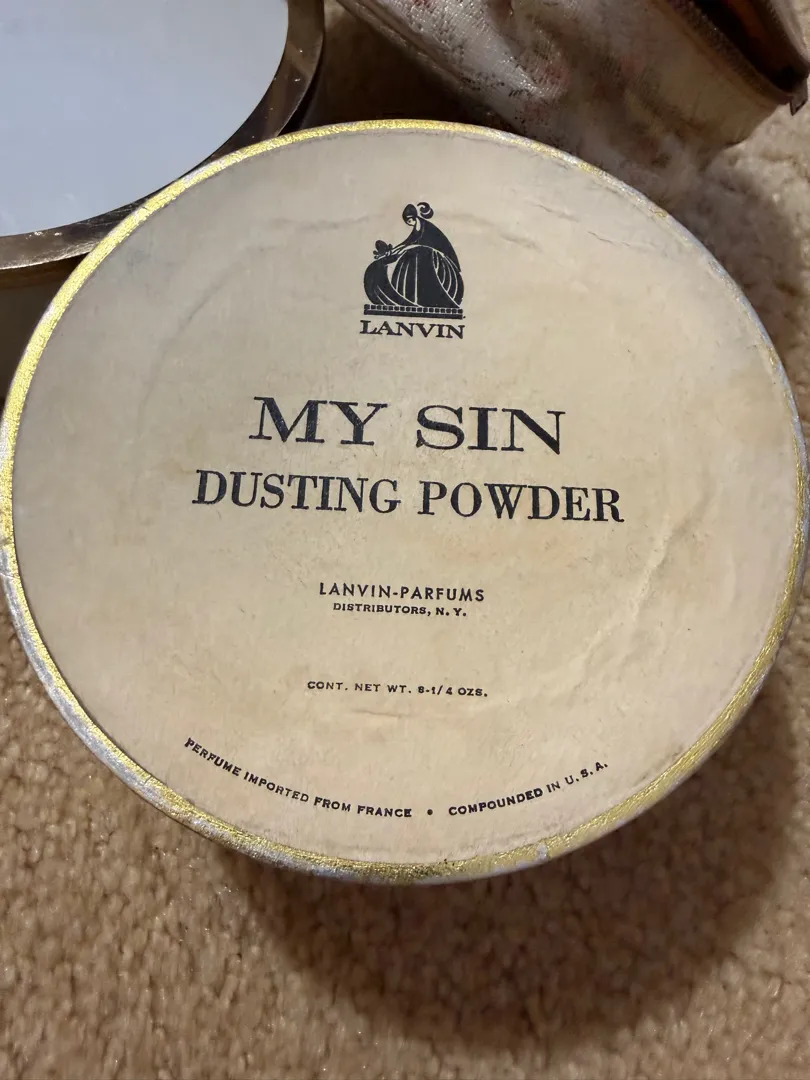 LANVIN
MY SIN
DUSTING POWDER
LANVIN-PARFUMS
DISTRIBUTORS, N. Y.
CONT. NET WT. 8-1/4 OZS.
PERFUME IMPORTED FROM FRANCE • COMPOUNDED IN U. S. A.